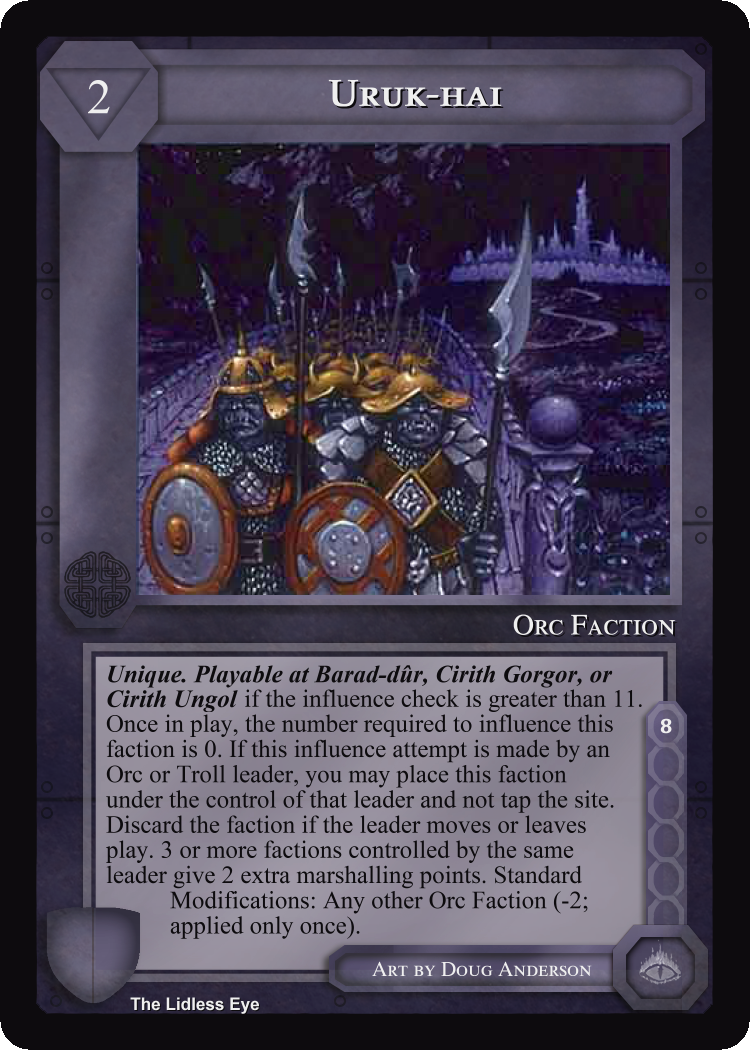 2
Uruk-hai
Orc Faction
Unique. Playable at Barad-dûr, Cirith Gorgor, or
Cirith Ungol if the influence check is greater than 11.
Once in play, the number required to influence this
faction is 0. If this influence attempt is made by an
Orc or Troll leader, you may place this faction
under the control of that leader and not tap the site.
Discard the faction if the leader moves or leaves
play. 3 or more factions controlled by the same
leader give 2 extra marshalling points. Standard
Modifications: Any other Orc Faction (-2;
applied only once).
8
Art by Doug Anderson
The Lidless Eye